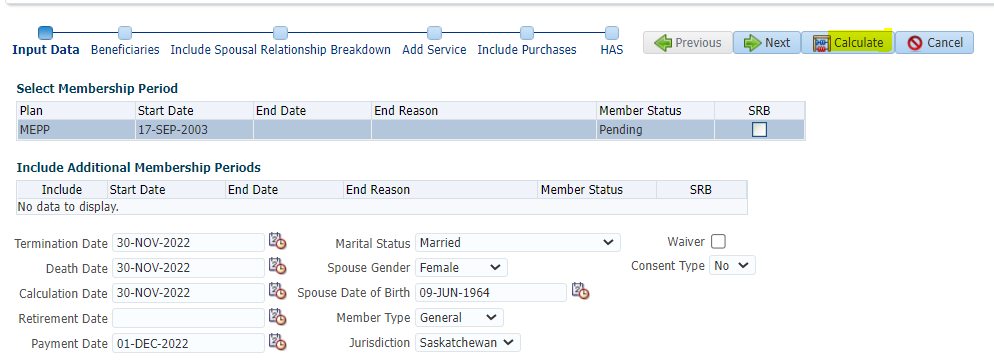 Input Data Beneficiaries Include Spousal Relationship Breakdown Add Service Include Purchases HAS Previous Next Calculate Cancel
Select Membership Period
Plan Start Date End Date End Reason Member Status SRB
MEPP 17-SEP-2003 Pending
Include Additional Membership Periods
Include Start Date End Date End Reason Member Status SRB
No data to display.
Termination Date 30-NOV-2022 Marital Status Married Waiver
Death Date 30-NOV-2022 Spouse Gender Female Consent Type No
Calculation Date 30-NOV-2022 Spouse Date of Birth 09-JUN-1964
Retirement Date Member Type General
Payment Date 01-DEC-2022 Jurisdiction Saskatchewan